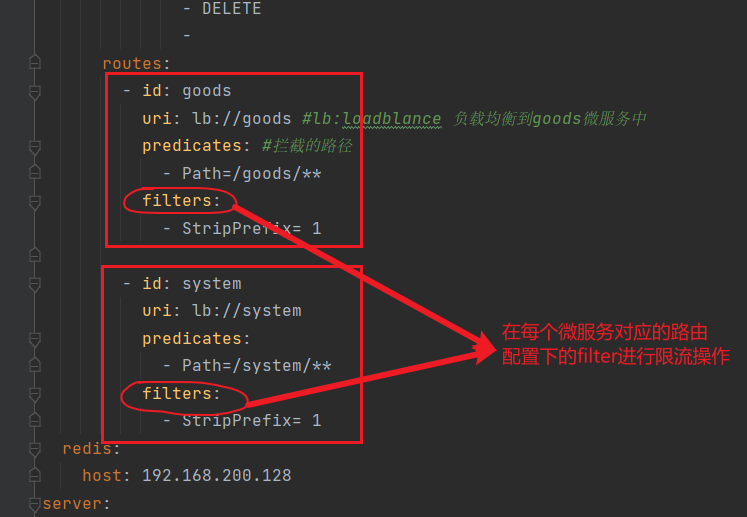 - DELETE
-
routes:
- id: goods
uri: lb://goods #lb:loadblance 负载均衡到goods微服务中
predicates: #拦截的路径
- Path=/goods/**
filters:
- StripPrefix= 1
- id: system
uri: lb://system
predicates:
- Path=/system/**
filters:
- StripPrefix= 1
在每个微服务对应的路由
配置下的filter进行限流操作
redis:
host: 192.168.200.128
server: